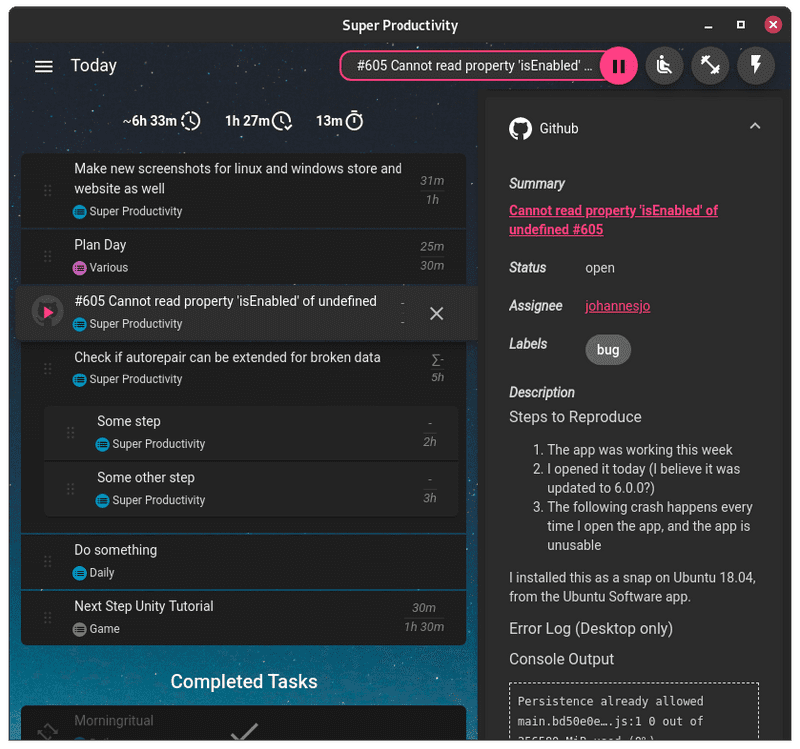 Super Productivity
Today
#605 Cannot read property 'isEnabled' ...
~6h 33m
1h 27m
13m
Make new screenshots for linux and windows store and
website as well
31m
1h
Super Productivity
Plan Day
25m
30m
Various
#605 Cannot read property 'isEnabled' of undefined
-
-
Super Productivity
Check if autorepair can be extended for broken data
∑-
5h
Super Productivity
Some step
-
2h
Super Productivity
Some other step
-
3h
Super Productivity
Do something
Daily
Next Step Unity Tutorial
30m
1h 30m
Game
Completed Tasks
Morningritual
Github
Summary
Cannot read property 'isEnabled' of
undefined #605
Status open
Assignee johannesjo
Labels bug
Description
Steps to Reproduce
1. The app was working this week
2. I opened it today (I believe it was
updated to 6.0.0?)
3. The following crash happens every
time I open the app, and the app is
unusable
I installed this as a snap on Ubuntu 18.04,
from the Ubuntu Software app.
Error Log (Desktop only)
Console Output
Persistence already allowed
main.bd50e0e….js:1 0 out of